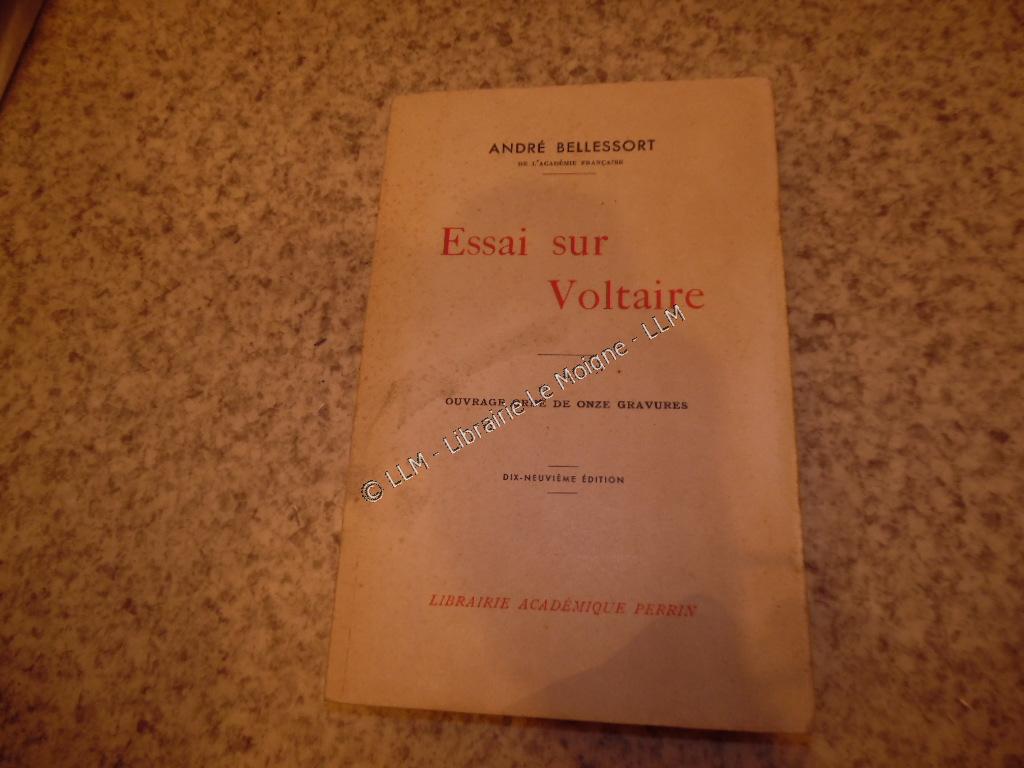 ANDRÉ BELLESSORT
DE L'ACADÉMIE FRANÇAISE
Essai sur
Voltaire
OUVRAGE ORNÉ DE ONZE GRAVURES
DIX-NEUVIÈME ÉDITION
LIBRAIRIE ACADÉMIQUE PERRIN
© LLM - Librairie Le Moigne - LLM